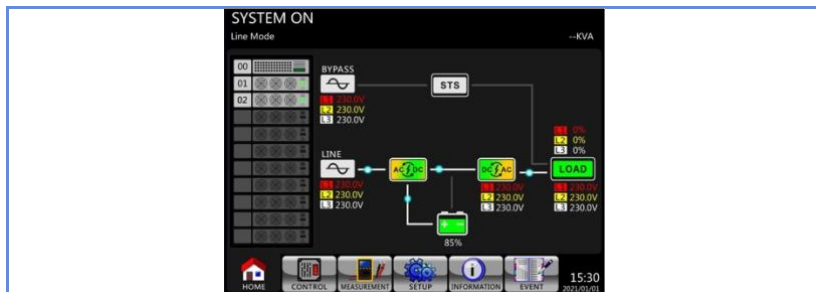 SYSTEM ON
Line Mode
--KVA
00
01
02
BYPASS
L1 230.0V
L2 230.0V
L3 230.0V
STS
L1 0%
L2 0%
L3 0%
LINE
AC DC
DC AC
LOAD
L1 230.0V
L2 230.0V
L3 230.0V
L1 230.0V
L2 230.0V
L3 230.0V
L1 230.0V
L2 230.0V
L3 230.0V
85%
HOME
CONTROL
MEASUREMENT
SETUP
INFORMATION
EVENT
15:30
2021/01/01